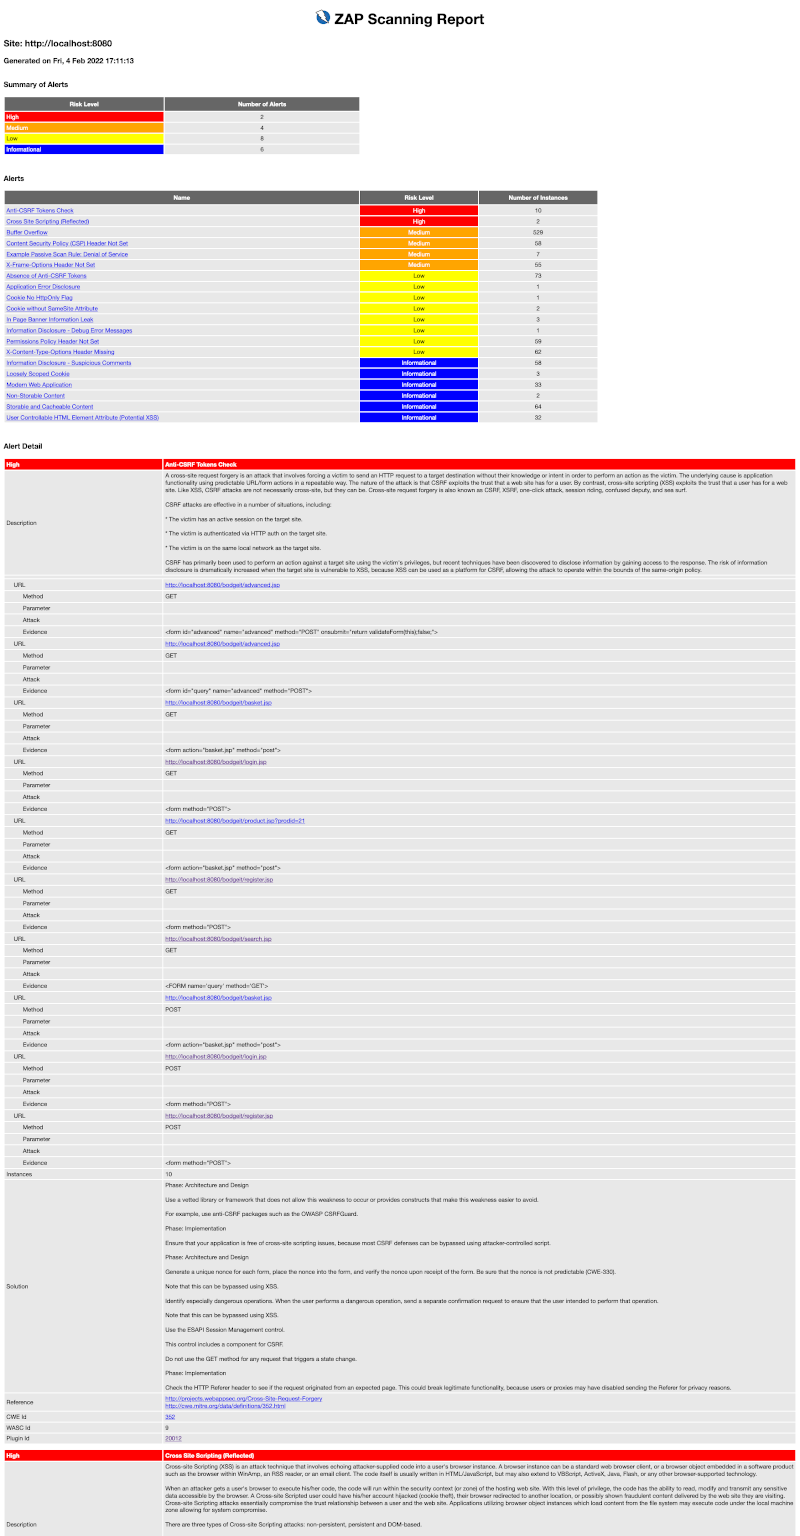 ZAP Scanning Report
Site: http://localhost:8080
Generated on Fri, 4 Feb 2022 17:11:13
Summary of Alerts
Risk Level Number of Alerts
High 2
Medium 4
Low 8
Informational 6
Alerts
Name Risk Level Number of Instances
Anti-CSRF Tokens Check High 10
Cross Site Scripting (Reflected) High 2
Buffer Overflow Medium 529
Content Security Policy (CSP) Header Not Set Medium 58
Example Passive Scan Rule: Denial of Service Medium 7
X-Frame-Options Header Not Set Medium 55
Absence of Anti-CSRF Tokens Low 73
Application Error Disclosure Low 1
Cookie No HttpOnly Flag Low 1
Cookie without SameSite Attribute Low 2
In Page Banner Information Leak Low 3
Information Disclosure - Debug Error Messages Low 1
Permissions Policy Header Not Set Low 59
X-Content-Type-Options Header Missing Low 62
Information Disclosure - Suspicious Comments Informational 58
Loosely Scoped Cookie Informational 3
Modern Web Application Informational 33
Non-Storable Content Informational 2
Storable and Cacheable Content Informational 64
User Controllable HTML Element Attribute (Potential XSS) Informational 32
Alert Detail
High Anti-CSRF Tokens Check
A cross-site request forgery is an attack that involves forcing a victim to send an HTTP request to a target destination without their knowledge or intent in order to perform an action as the victim. The underlying cause is application
functionality using predictable URL/form actions in a repeatable way. The nature of the attack is that CSRF exploits the trust that a web site has for a user. By contrast, cross-site scripting (XSS) exploits the trust that a user has for a web
site. Like XSS, CSRF attacks are not necessarily cross-site, but they can be. Cross-site request forgery is also known as CSRF, XSRF, one-click attack, session riding, confused deputy, and sea surf.
CSRF attacks are effective in a number of situations, including:
* The victim has an active session on the target site.
Description
* The victim is authenticated via HTTP auth on the target site.
* The victim is on the same local network as the target site.
CSRF has primarily been used to perform an action against a target site using the victim's privileges, but recent techniques have been discovered to disclose information by gaining access to the response. The risk of information
disclosure is dramatically increased when the target site is vulnerable to XSS, because XSS can be used as a platform for CSRF, allowing the attack to operate within the bounds of the same-origin policy.
URL http://localhost:8080/bodgeit/advanced.jsp
Method GET
Parameter
Attack
Evidence <form id="advanced" name="advanced" method="POST" onsubmit="return validateForm(this);false;">
URL http://localhost:8080/bodgeit/advanced.jsp
Method GET
Parameter
Attack
Evidence <form id="query" name="advanced" method="POST">
URL http://localhost:8080/bodgeit/basket.jsp
Method GET
Parameter
Attack
Evidence <form action="basket.jsp" method="post">
URL http://localhost:8080/bodgeit/login.jsp
Method GET
Parameter
Attack
Evidence <form method="POST">
URL http://localhost:8080/bodgeit/product.jsp?prodid=21
Method GET
Parameter
Attack
Evidence <form action="basket.jsp" method="post">
URL http://localhost:8080/bodgeit/register.jsp
Method GET
Parameter
Attack
Evidence <form method="POST">
URL http://localhost:8080/bodgeit/search.jsp
Method GET
Parameter
Attack
Evidence <FORM name='query' method='GET'>
URL http://localhost:8080/bodgeit/basket.jsp
Method POST
Parameter
Attack
Evidence <form action="basket.jsp" method="post">
URL http://localhost:8080/bodgeit/login.jsp
Method POST
Parameter
Attack
Evidence <form method="POST">
URL http://localhost:8080/bodgeit/register.jsp
Method POST
Parameter
Attack
Evidence <form method="POST">
Instances 10
Phase: Architecture and Design
Use a vetted library or framework that does not allow this weakness to occur or provides constructs that make this weakness easier to avoid.
For example, use anti-CSRF packages such as the OWASP CSRFGuard.
Phase: Implementation
Ensure that your application is free of cross-site scripting issues, because most CSRF defenses can be bypassed using attacker-controlled script.
Phase: Architecture and Design
Generate a unique nonce for each form, place the nonce into the form, and verify the nonce upon receipt of the form. Be sure that the nonce is not predictable (CWE-330).
Solution Note that this can be bypassed using XSS.
Identify especially dangerous operations. When the user performs a dangerous operation, send a separate confirmation request to ensure that the user intended to perform that operation.
Note that this can be bypassed using XSS.
Use the ESAPI Session Management control.
This control includes a component for CSRF.
Do not use the GET method for any request that triggers a state change.
Phase: Implementation
Check the HTTP Referer header to see if the request originated from an expected page. This could break legitimate functionality, because users or proxies may have disabled sending the Referer for privacy reasons.
Reference http://projects.webappsec.org/Cross-Site-Request-Forgery
http://cwe.mitre.org/data/definitions/352.html
CWE Id 352
WASC Id 9
Plugin Id 20012
High Cross Site Scripting (Reflected)
Cross-site Scripting (XSS) is an attack technique that involves echoing attacker-supplied code into a user's browser instance. A browser instance can be a standard web browser client, or a browser object embedded in a software product
such as the browser within WinAmp, an RSS reader, or an email client. The code itself is usually written in HTML/JavaScript, but may also extend to VBScript, ActiveX, Java, Flash, or any other browser-supported technology.
When an attacker gets a user's browser to execute his/her code, the code will run within the security context (or zone) of the hosting web site. With this level of privilege, the code has the ability to read, modify and transmit any sensitive
data accessible by the browser. A Cross-site Scripted user could have his/her account hijacked (cookie theft), their browser redirected to another location, or possibly shown fraudulent content delivered by the web site they are visiting.
Cross-site Scripting attacks essentially compromise the trust relationship between a user and the web site. Applications utilizing browser object instances which load content from the file system may execute code under the local machine
zone allowing for system compromise.
Description There are three types of Cross-site Scripting attacks: non-persistent, persistent and DOM-based.